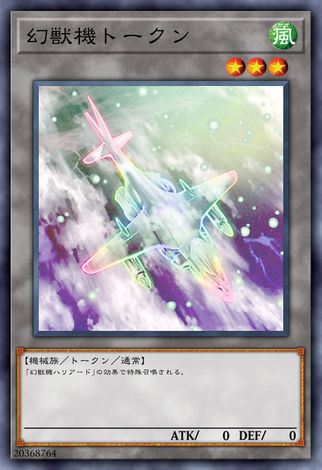 幻獣機トークン
風
【機械族/トークン/通常】
「幻獣機ハリアード」の効果で特殊召喚される。
ATK/ 0 DEF/ 0
20368764